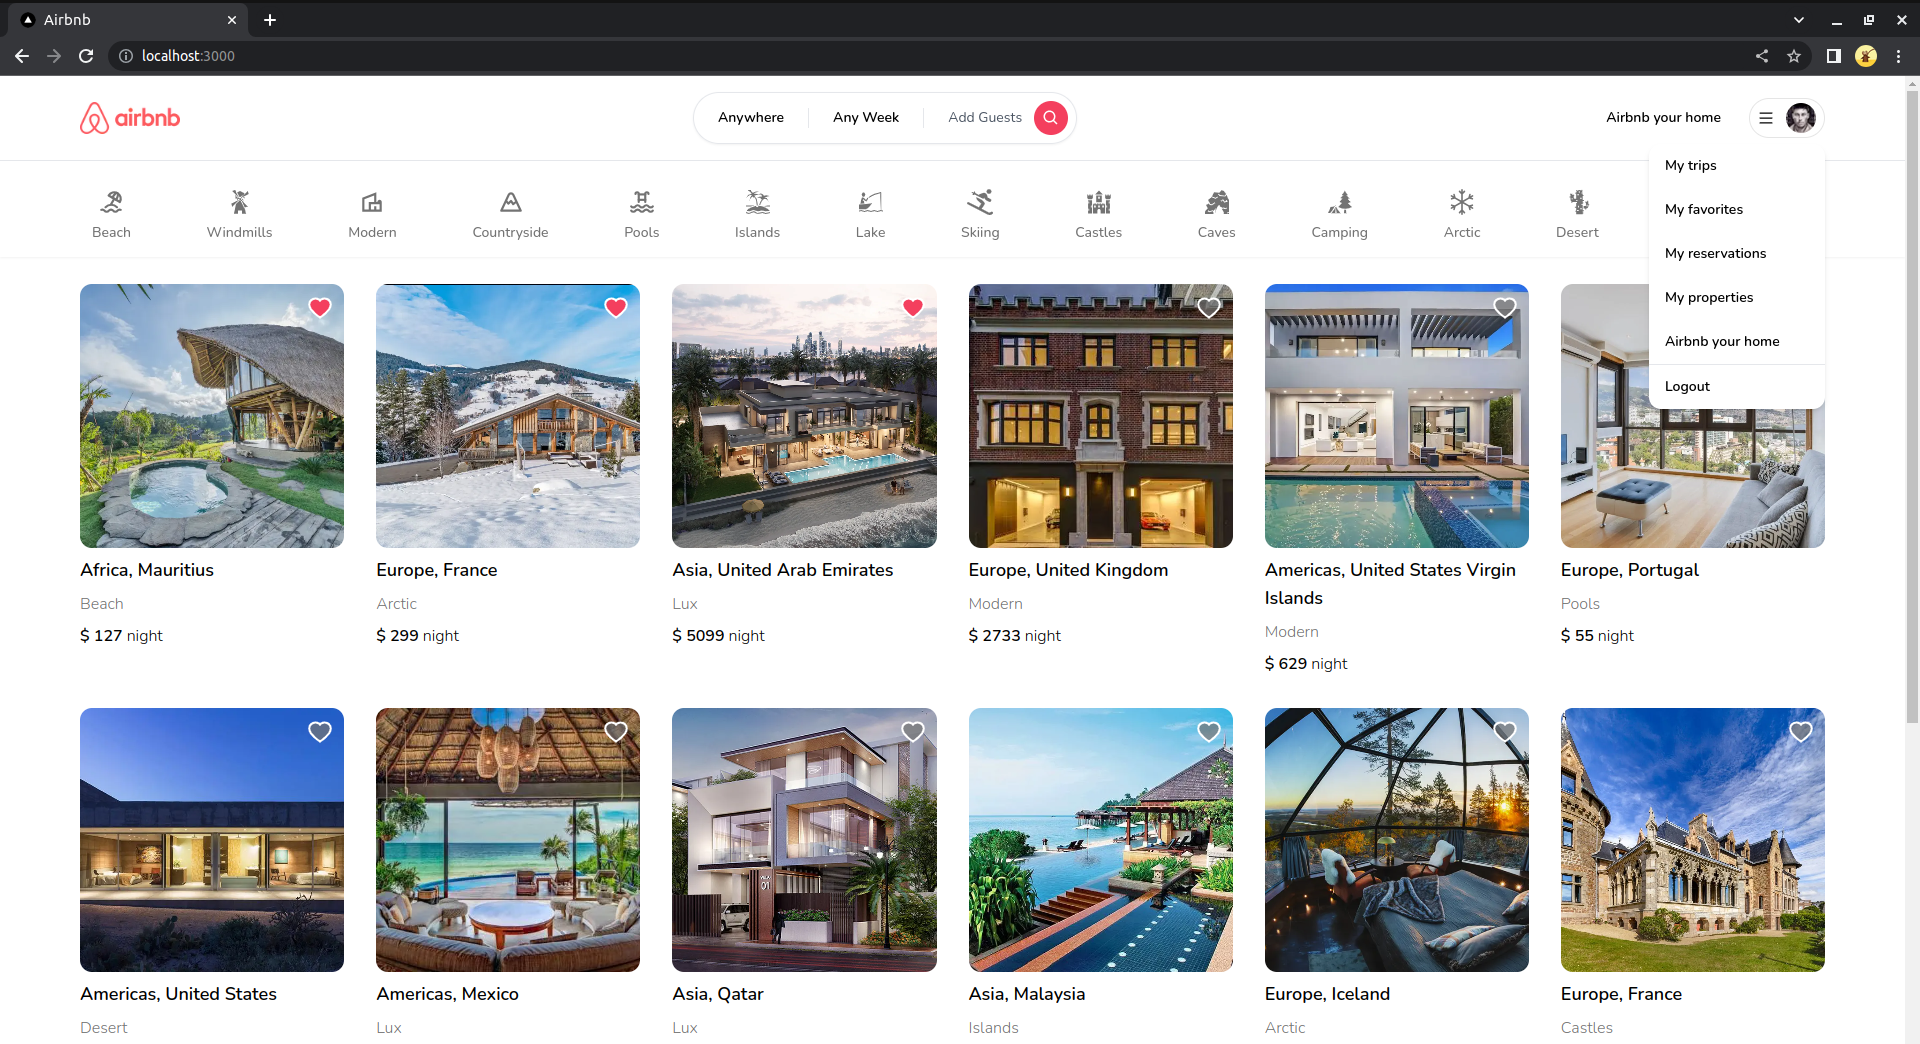 Airbnb
localhost:3000
airbnb
Anywhere
Any Week
Add Guests
Airbnb your home
My trips
My favorites
My reservations
My properties
Airbnb your home
Logout
Beach
Windmills
Modern
Countryside
Pools
Islands
Lake
Skiing
Castles
Caves
Camping
Arctic
Desert
Africa, Mauritius
Beach
$ 127 night
Europe, France
Arctic
$ 299 night
Asia, United Arab Emirates
Lux
$ 5099 night
Europe, United Kingdom
Modern
$ 2733 night
Americas, United States Virgin
Islands
Modern
$ 629 night
Europe, Portugal
Pools
$ 55 night
Americas, United States
Desert
Americas, Mexico
Lux
01
Asia, Qatar
Lux
Asia, Malaysia
Islands
Europe, Iceland
Arctic
Europe, France
Castles